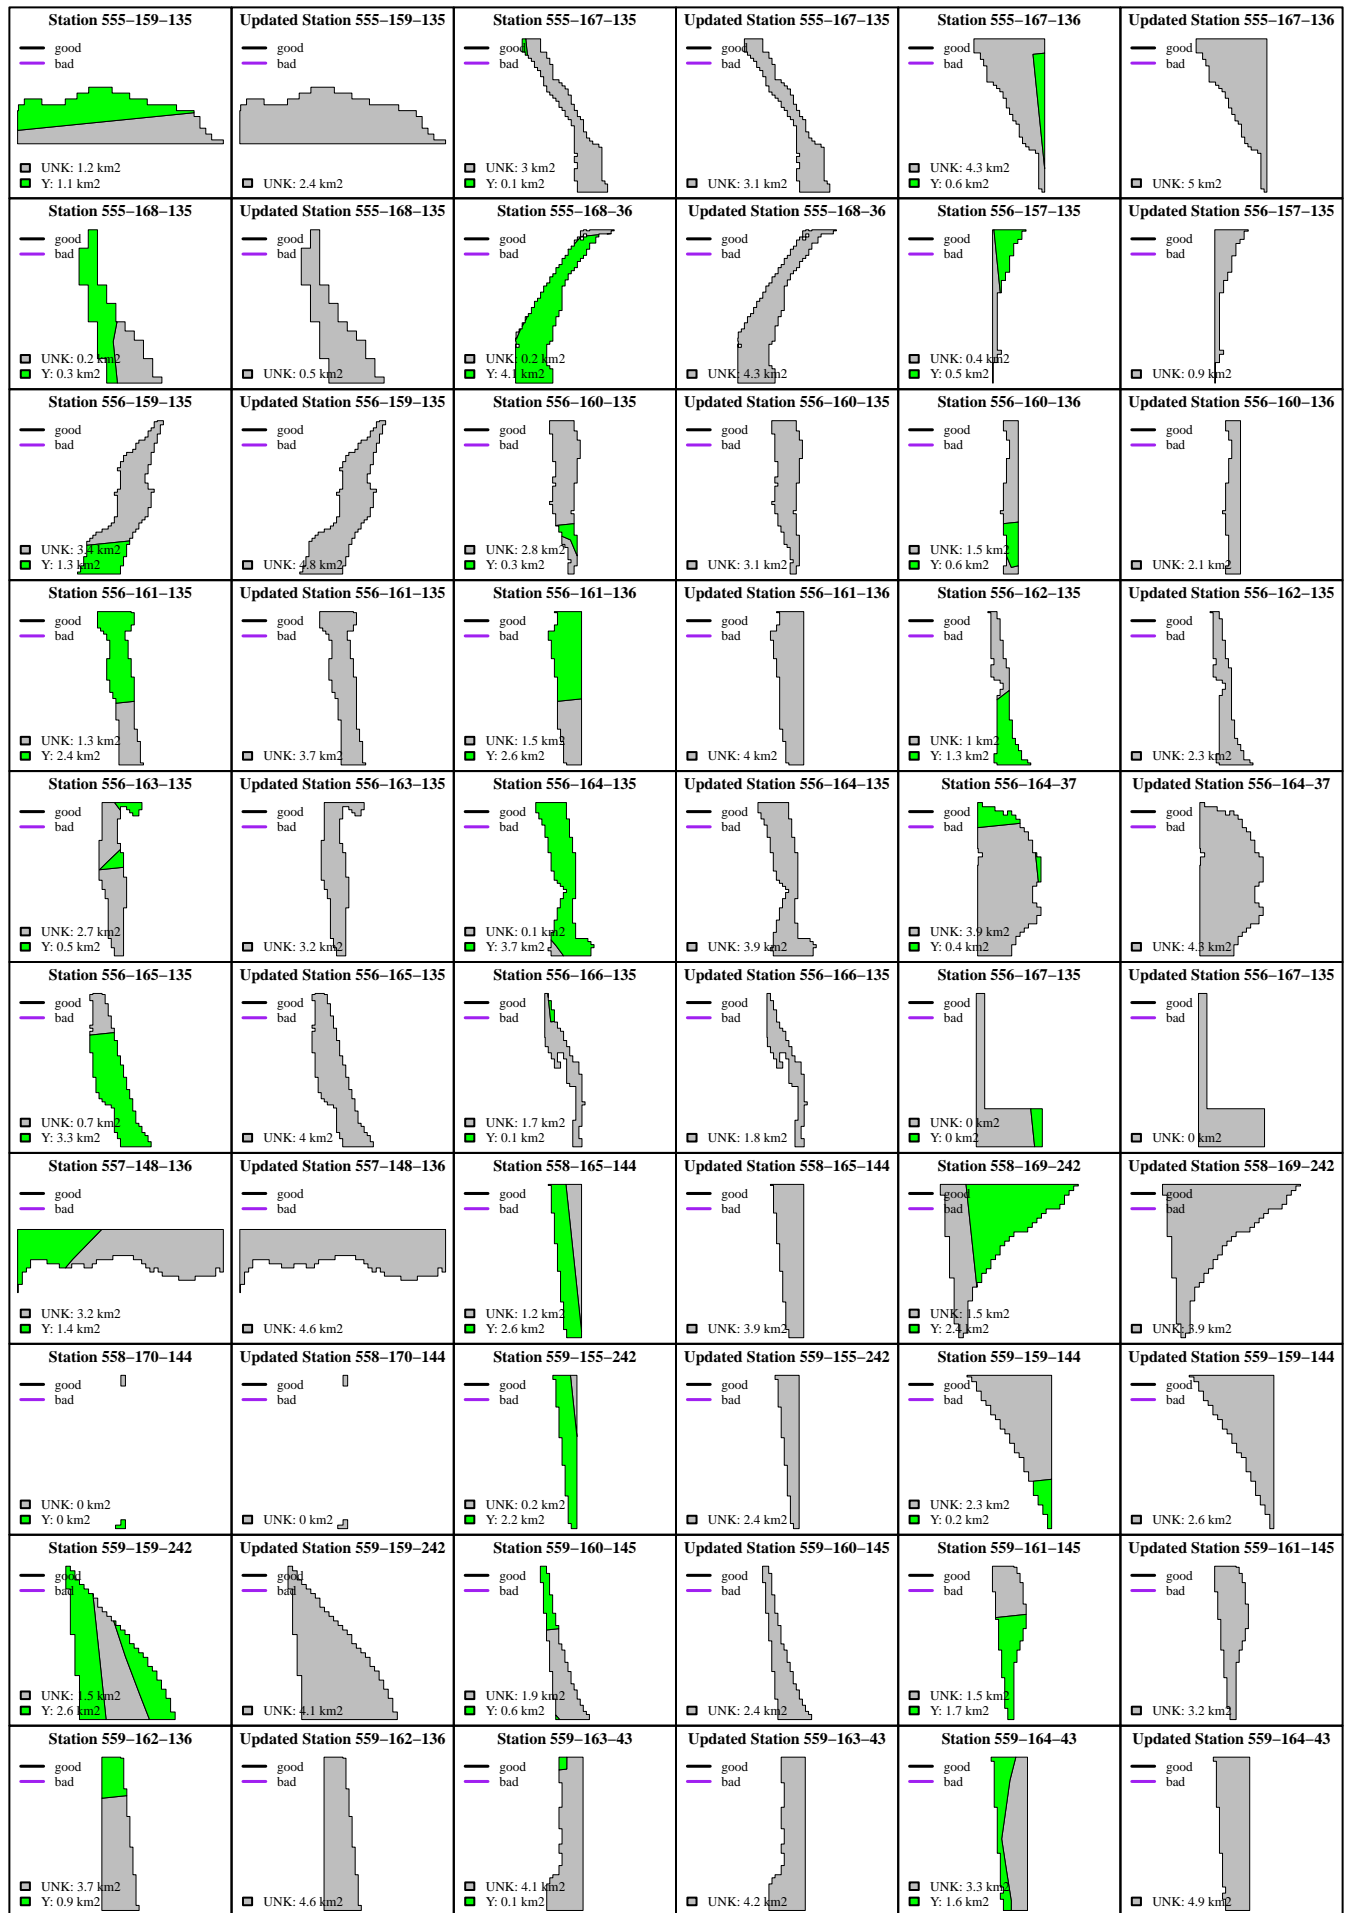 Station 555−159−135
good
bad
UNK: 1.2 km2
Y: 1.1 km2
Updated Station 555−159−135
good
bad
UNK: 2.4 km2
Station 555−167−135
good
bad
UNK: 3 km2
Y: 0.1 km2
Updated Station 555−167−135
good
bad
UNK: 3.1 km2
Station 555−167−136
good
bad
UNK: 4.3 km2
Y: 0.6 km2
Updated Station 555−167−136
good
bad
UNK: 5 km2
Station 555−168−135
good
bad
UNK: 0.2 km2
Y: 0.3 km2
Updated Station 555−168−135
good
bad
UNK: 0.5 km2
Station 555−168−36
good
bad
UNK: 0.2 km2
Y: 4.1 km2
Updated Station 555−168−36
good
bad
UNK: 4.3 km2
Station 556−157−135
good
bad
UNK: 0.4 km2
Y: 0.5 km2
Updated Station 556−157−135
good
bad
UNK: 0.9 km2
Station 556−159−135
good
bad
UNK: 3.4 km2
Y: 1.3 km2
Updated Station 556−159−135
good
bad
UNK: 4.8 km2
Station 556−160−135
good
bad
UNK: 2.8 km2
Y: 0.3 km2
Updated Station 556−160−135
good
bad
UNK: 3.1 km2
Station 556−160−136
good
bad
UNK: 1.5 km2
Y: 0.6 km2
Updated Station 556−160−136
good
bad
UNK: 2.1 km2
Station 556−161−135
good
bad
UNK: 1.3 km2
Y: 2.4 km2
Updated Station 556−161−135
good
bad
UNK: 3.7 km2
Station 556−161−136
good
bad
UNK: 1.5 km2
Y: 2.6 km2
Updated Station 556−161−136
good
bad
UNK: 4 km2
Station 556−162−135
good
bad
UNK: 1 km2
Y: 1.3 km2
Updated Station 556−162−135
good
bad
UNK: 2.3 km2
Station 556−163−135
good
bad
UNK: 2.7 km2
Y: 0.5 km2
Updated Station 556−163−135
good
bad
UNK: 3.2 km2
Station 556−164−135
good
bad
UNK: 0.1 km2
Y: 3.7 km2
Updated Station 556−164−135
good
bad
UNK: 3.9 km2
Station 556−164−37
good
bad
UNK: 3.9 km2
Y: 0.4 km2
Updated Station 556−164−37
good
bad
UNK: 4.3 km2
Station 556−165−135
good
bad
UNK: 0.7 km2
Y: 3.3 km2
Updated Station 556−165−135
good
bad
UNK: 4 km2
Station 556−166−135
good
bad
UNK: 1.7 km2
Y: 0.1 km2
Updated Station 556−166−135
good
bad
UNK: 1.8 km2
Station 556−167−135
good
bad
UNK: 0 km2
Y: 0 km2
Updated Station 556−167−135
good
bad
UNK: 0 km2
Station 557−148−136
good
bad
UNK: 3.2 km2
Y: 1.4 km2
Updated Station 557−148−136
good
bad
UNK: 4.6 km2
Station 558−165−144
good
bad
UNK: 1.2 km2
Y: 2.6 km2
Updated Station 558−165−144
good
bad
UNK: 3.9 km2
Station 558−169−242
good
bad
UNK: 1.5 km2
Y: 2.4 km2
Updated Station 558−169−242
good
bad
UNK: 3.9 km2
Station 558−170−144
good
bad
UNK: 0 km2
Y: 0 km2
Updated Station 558−170−144
good
bad
UNK: 0 km2
Station 559−155−242
good
bad
UNK: 0.2 km2
Y: 2.2 km2
Updated Station 559−155−242
good
bad
UNK: 2.4 km2
Station 559−159−144
good
bad
UNK: 2.3 km2
Y: 0.2 km2
Updated Station 559−159−144
good
bad
UNK: 2.6 km2
Station 559−159−242
good
bad
UNK: 1.5 km2
Y: 2.6 km2
Updated Station 559−159−242
good
bad
UNK: 4.1 km2
Station 559−160−145
good
bad
UNK: 1.9 km2
Y: 0.6 km2
Updated Station 559−160−145
good
bad
UNK: 2.4 km2
Station 559−161−145
good
bad
UNK: 1.5 km2
Y: 1.7 km2
Updated Station 559−161−145
good
bad
UNK: 3.2 km2
Station 559−162−136
good
bad
UNK: 3.7 km2
Y: 0.9 km2
Updated Station 559−162−136
good
bad
UNK: 4.6 km2
Station 559−163−43
good
bad
UNK: 4.1 km2
Y: 0.1 km2
Updated Station 559−163−43
good
bad
UNK: 4.2 km2
Station 559−164−43
good
bad
UNK: 3.3 km2
Y: 1.6 km2
Updated Station 559−164−43
good
bad
UNK: 4.9 km2